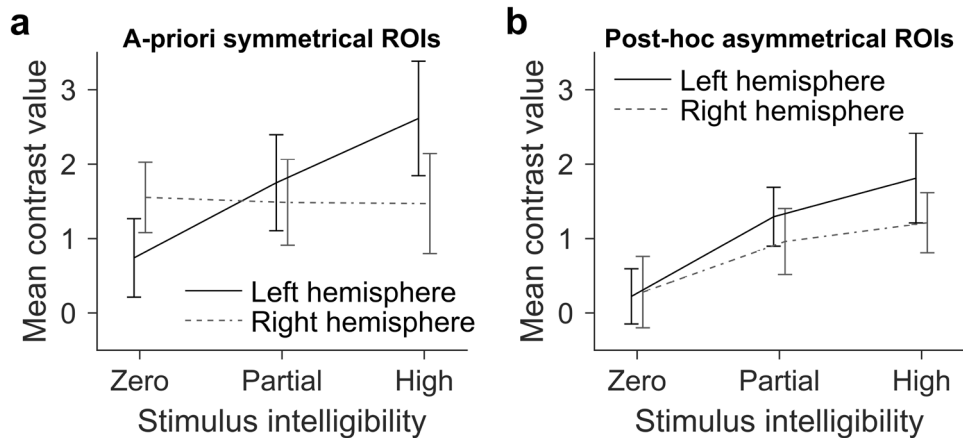 a
A-priori symmetrical ROIs
Mean contrast value
3
2
1
0
Left hemisphere
Right hemisphere
Zero
Partial
High
Stimulus intelligibility
b
Post-hoc asymmetrical ROIs
Mean contrast value
3
2
1
0
Left hemisphere
Right hemisphere
Zero
Partial
High
Stimulus intelligibility